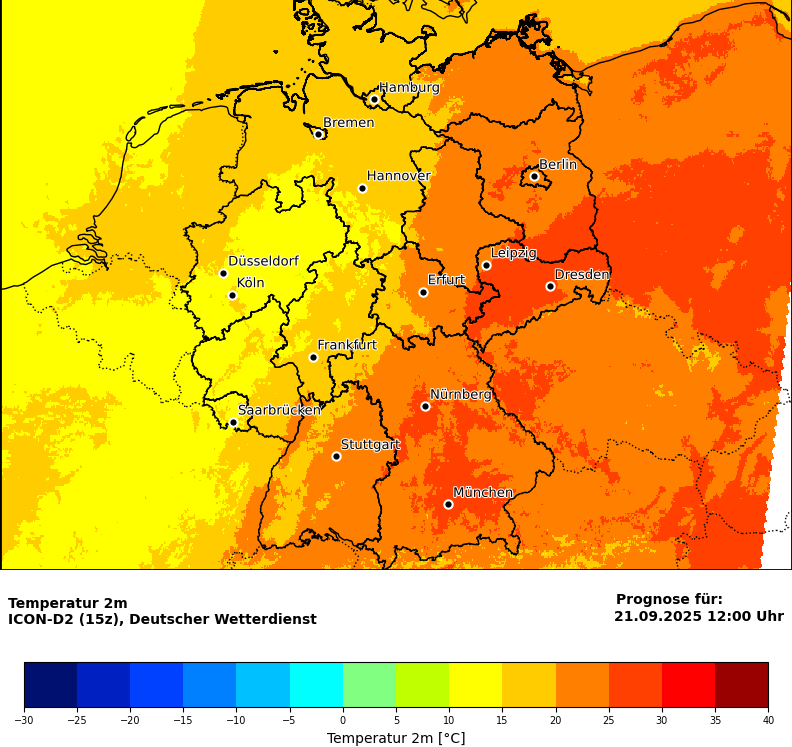 Hamburg
Bremen
Berlin
Hannover
Düsseldorf
Leipzig
Köln
Erfurt
Dresden
Frankfurt
Nürnberg
Saarbrücken
Stuttgart
München
Temperatur 2m
ICON-D2 (15z), Deutscher Wetterdienst
Prognose für:
21.09.2025 12:00 Uhr
−30 −25 −20 −15 −10 −5 0 5 10 15 20 25 30 35 40
Temperatur 2m [°C]